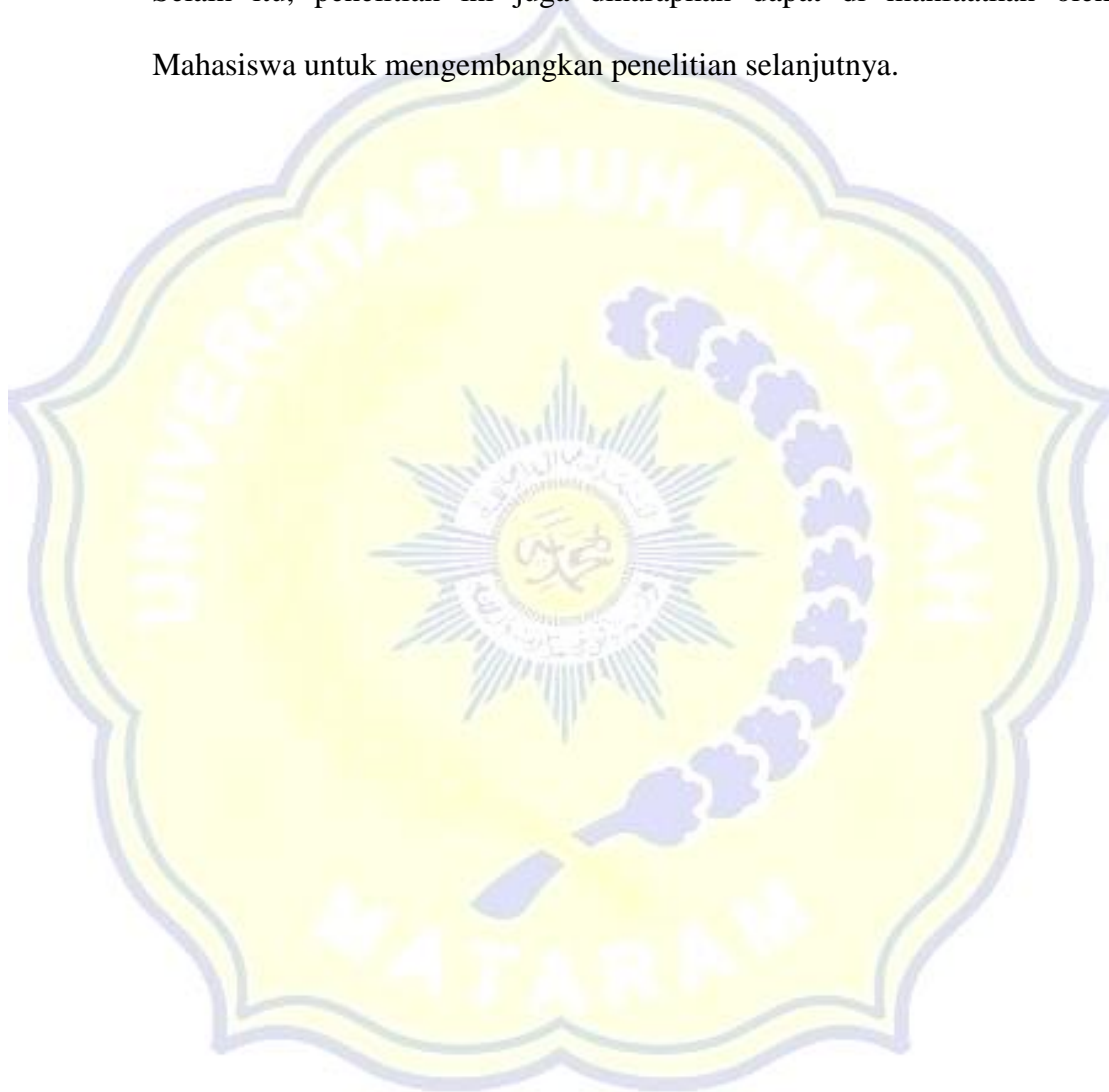 Selain itu, penelitian ini juga diharapkan dapat di manfaatkan oleh
Mahasiswa untuk mengembangkan penelitian selanjutnya.
UNIVERSITAS MUHAMMADIYAH
MATARAM